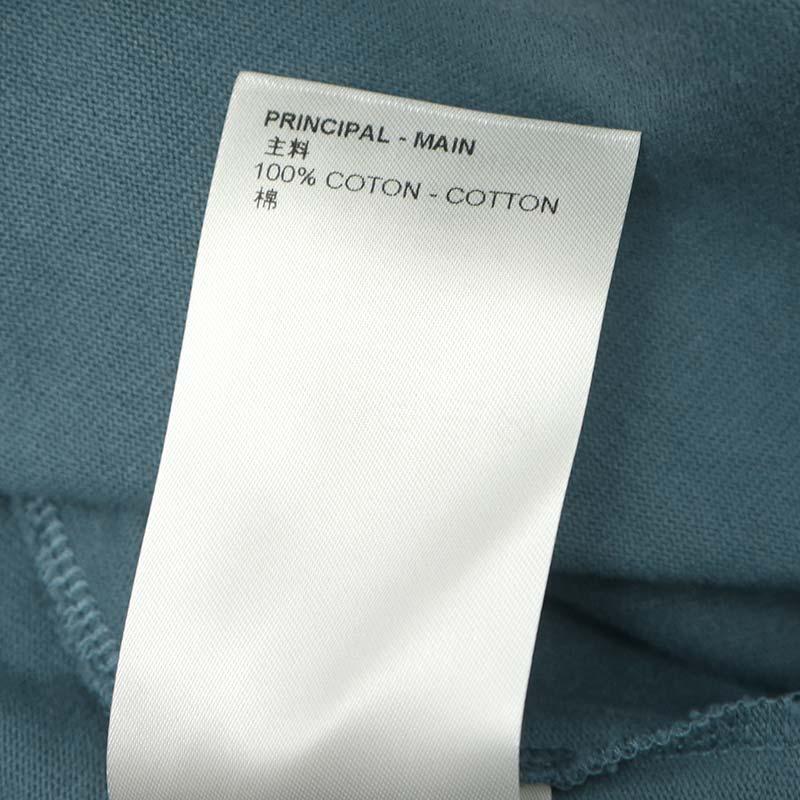 PRINCIPAL - MAIN
主料
100% COTON - COTTON
棉